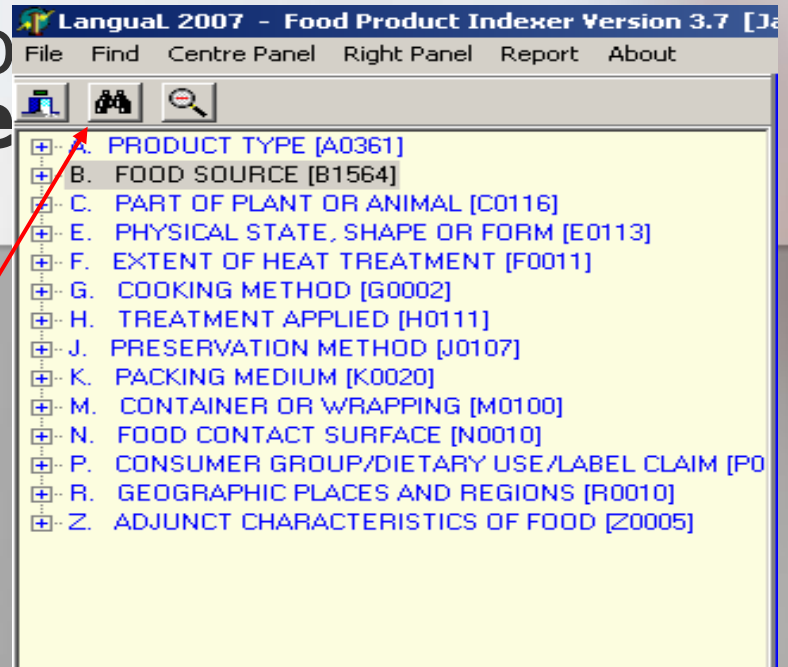 LanguaL 2007 - Food Product Indexer Version 3.7 [Ja
File Find Centre Panel Right Panel Report About
A. PRODUCT TYPE [A0361]
B. FOOD SOURCE [B1564]
C. PART OF PLANT OR ANIMAL [C0116]
E. PHYSICAL STATE, SHAPE OR FORM [E0113]
F. EXTENT OF HEAT TREATMENT [F0011]
G. COOKING METHOD [G0002]
H. TREATMENT APPLIED [H0111]
J. PRESERVATION METHOD [J0107]
K. PACKING MEDIUM [K0020]
M. CONTAINER OR WRAPPING [M0100]
N. FOOD CONTACT SURFACE [N0010]
P. CONSUMER GROUP/DIETARY USE/LABEL CLAIM [P0
R. GEOGRAPHIC PLACES AND REGIONS [R0010]
Z. ADJUNCT CHARACTERISTICS OF FOOD [Z0005]